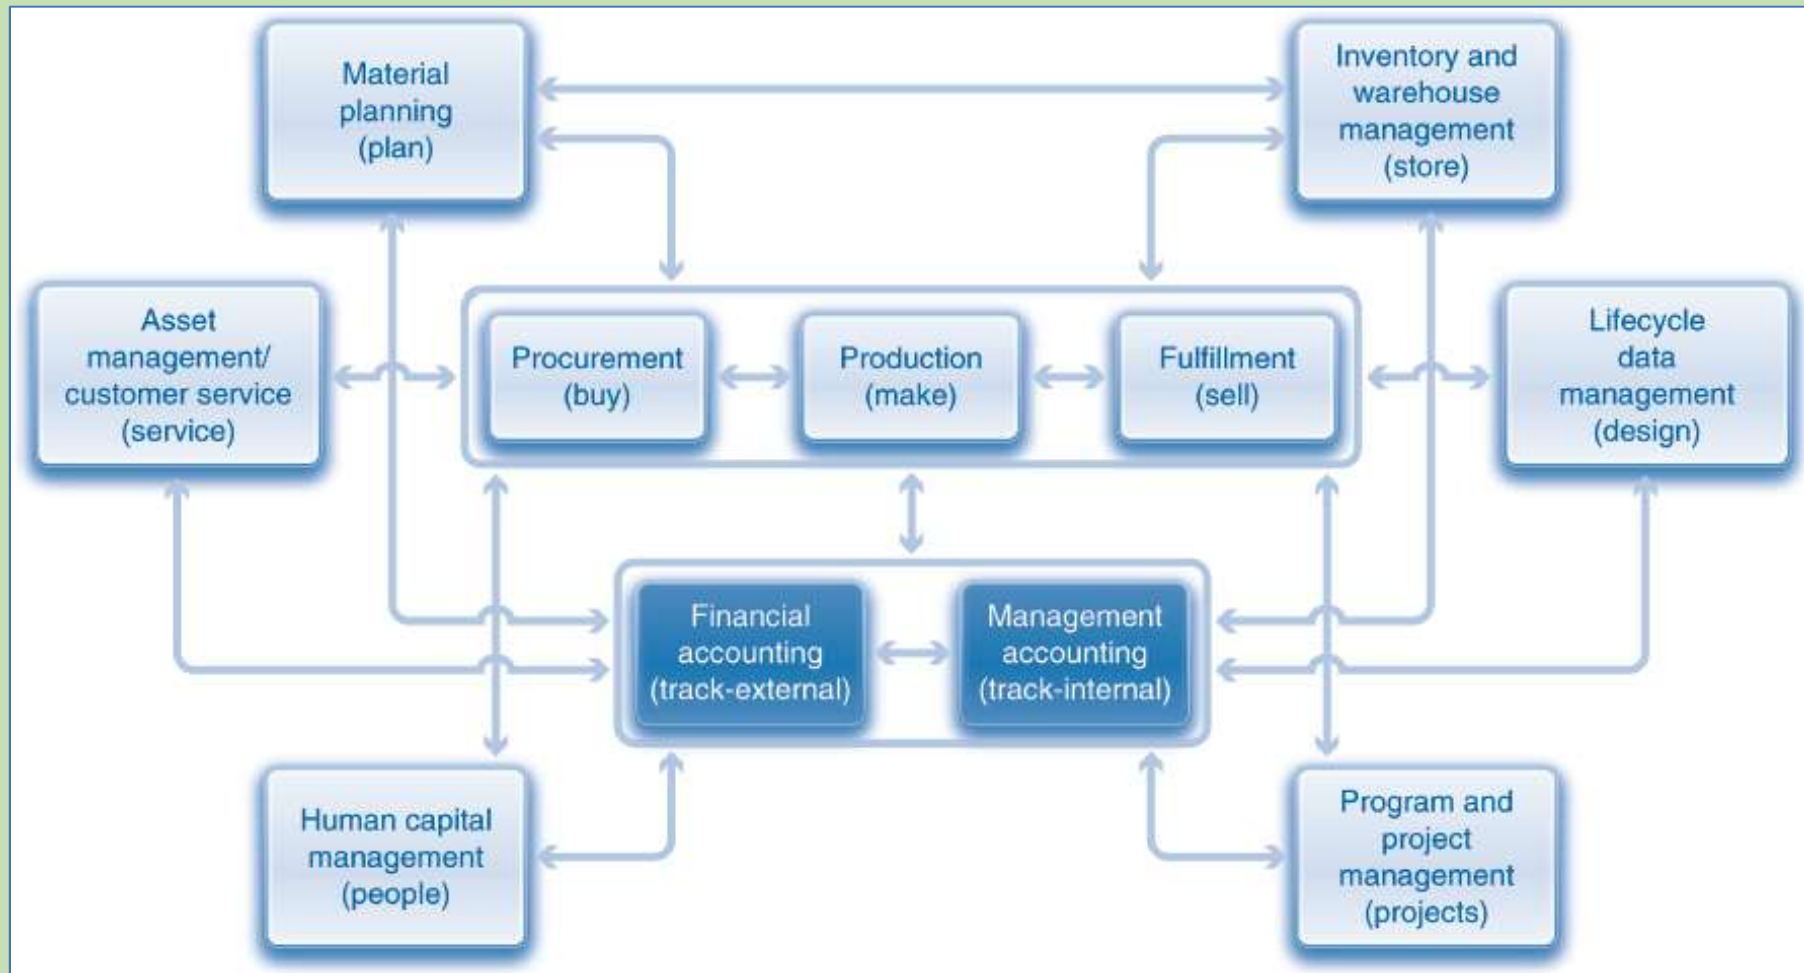 Material
planning
(plan)
Inventory and
warehouse
management
(store)
Asset
management/
customer service
(service)
Procurement
(buy)
Production
(make)
Fulfillment
(sell)
Lifecycle
data
management
(design)
Financial
accounting
(track-external)
Management
accounting
(track-internal)
Human capital
management
(people)
Program and
project
management
(projects)